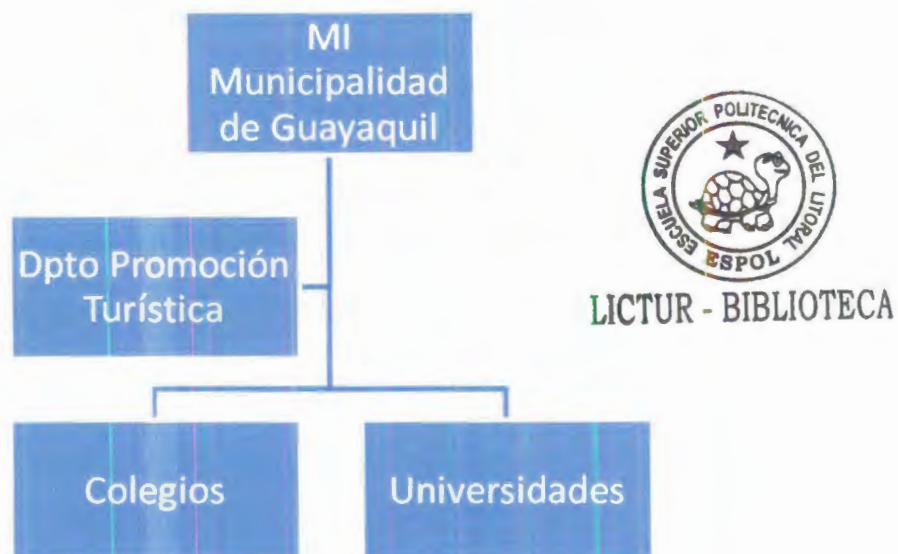 MI
Municipalidad
de Guayaquil
Dpto Promoción
Turística
Colegios
Universidades
ESCUELA SUPERIOR POLITECNICA DEL LITORAL
ESPOL
LICTUR - BIBLIOTECA